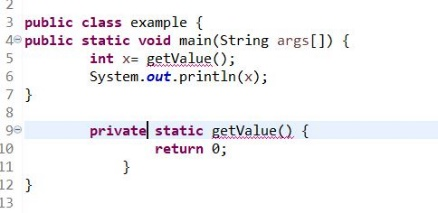 2
3 public class example {
4 public static void main(String args[]) {
5 int x= getValue();
6 System.out.println(x);
7 }
8
9 private static getValue() {
10 return 0;
11 }
12 }
13